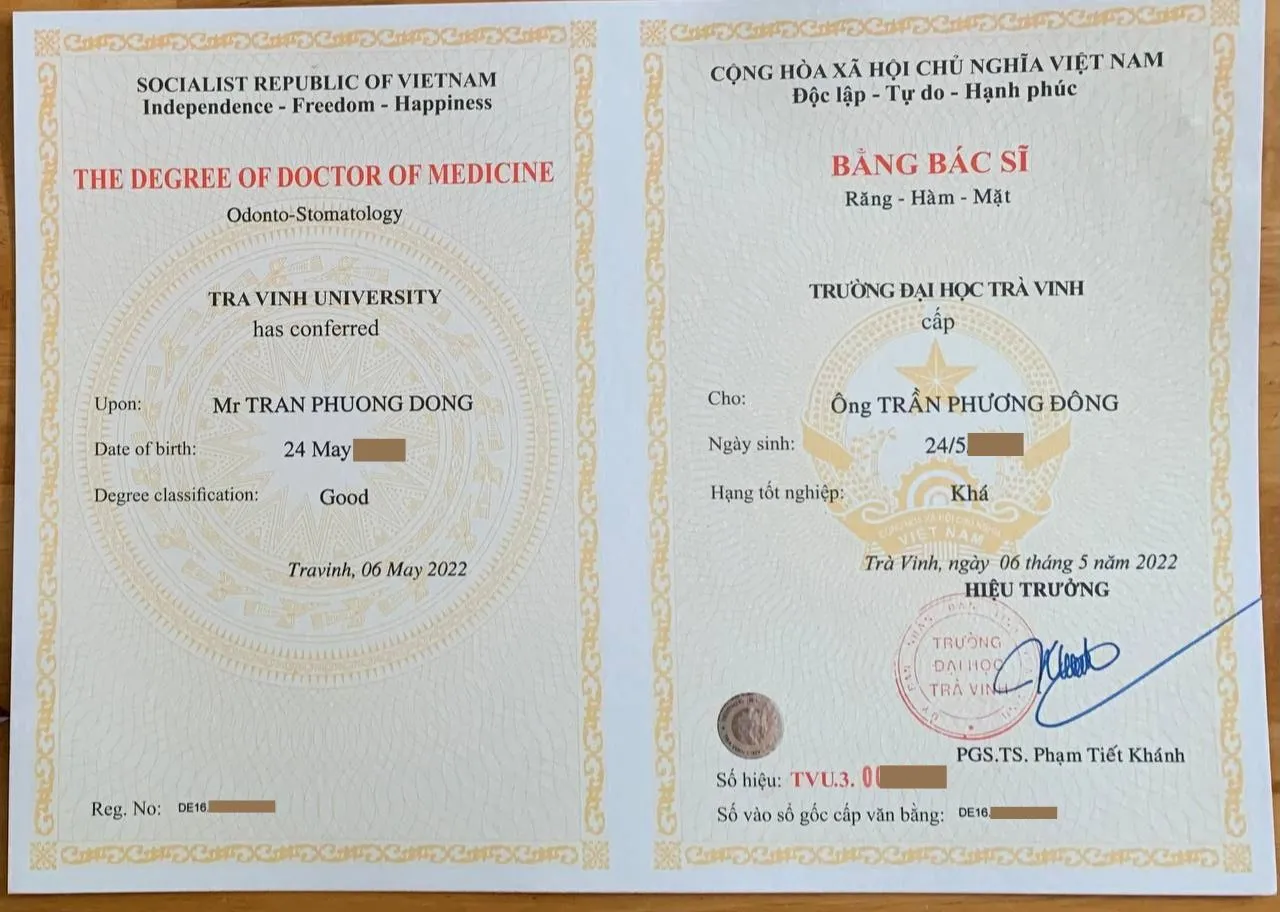 SOCIALIST REPUBLIC OF VIETNAM
Independence - Freedom - Happiness
THE DEGREE OF DOCTOR OF MEDICINE
Odonto-Stomatology
TRA VINH UNIVERSITY
has conferred
Upon: Mr TRAN PHUONG DONG
Date of birth: 24 May
Degree classification: Good
Travinh, 06 May 2022
Reg. No: DE16.
CỘNG HÒA XÃ HỘI CHỦ NGHĨA VIỆT NAM
Độc lập - Tự do - Hạnh phúc
BẰNG BÁC SĨ
Răng - Hàm - Mặt
TRƯỜNG ĐẠI HỌC TRÀ VINH
cấp
Cho: Ông TRẦN PHƯƠNG ĐÔNG
Ngày sinh: 24/5
Hạng tốt nghiệp: Khá
VIỆT NAM
Trà Vinh, ngày 06 tháng 5 năm 2022
HIỆU TRƯỞNG
TRƯỜNG
ĐẠI HỌC
TRÀ VINH
PGS.TS. Phạm Tiết Khánh
Số hiệu: TVU.3. 0
Số vào sổ gốc cấp văn bằng: DE16.